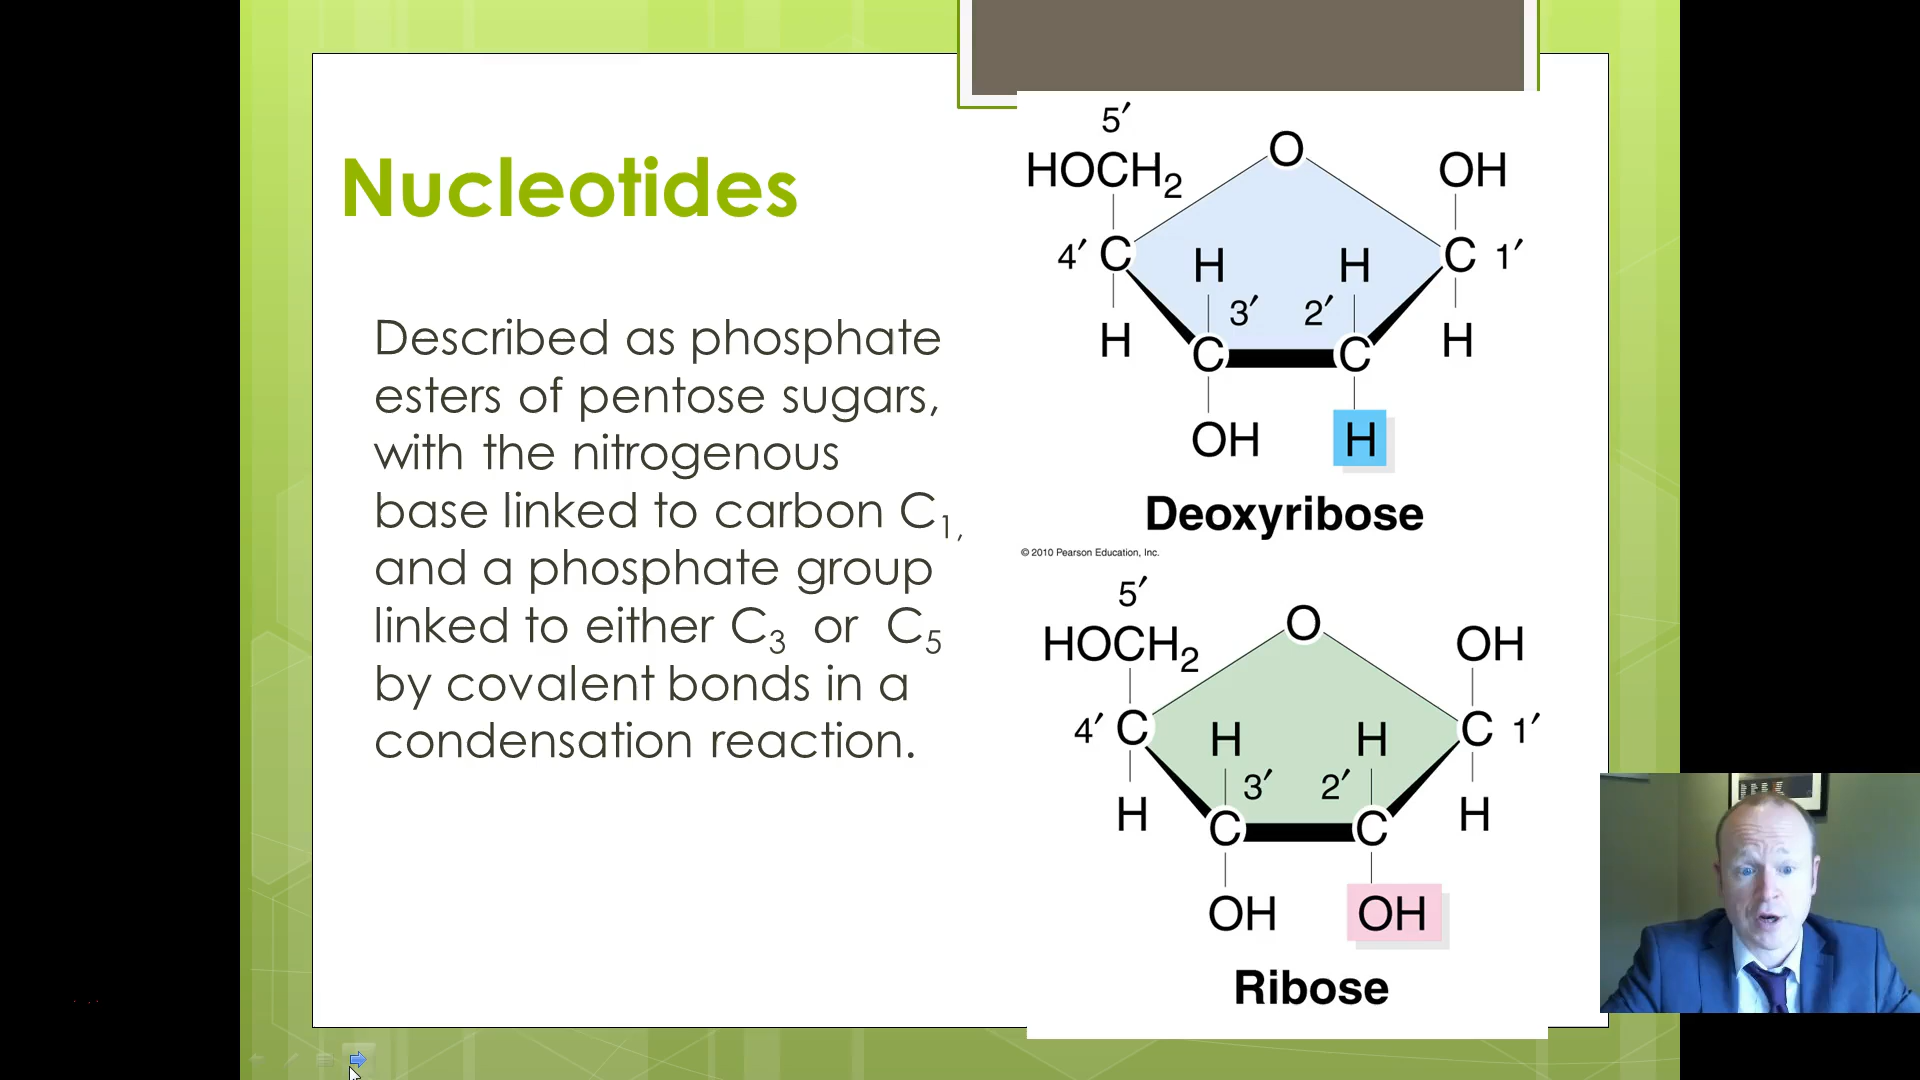 Nucleotides
Described as phosphate
esters of pentose sugars,
with the nitrogenous
base linked to carbon C₁,
and a phosphate group
linked to either C₃ or C₅
by covalent bonds in a
condensation reaction.
5′
HOCH₂ O OH
4′ C H H C 1′
3′ 2′
H C C H
OH H
Deoxyribose
© 2010 Pearson Education, Inc.
5′
HOCH₂ O OH
4′ C H H C 1′
3′ 2′
H C C H
OH OH
Ribose